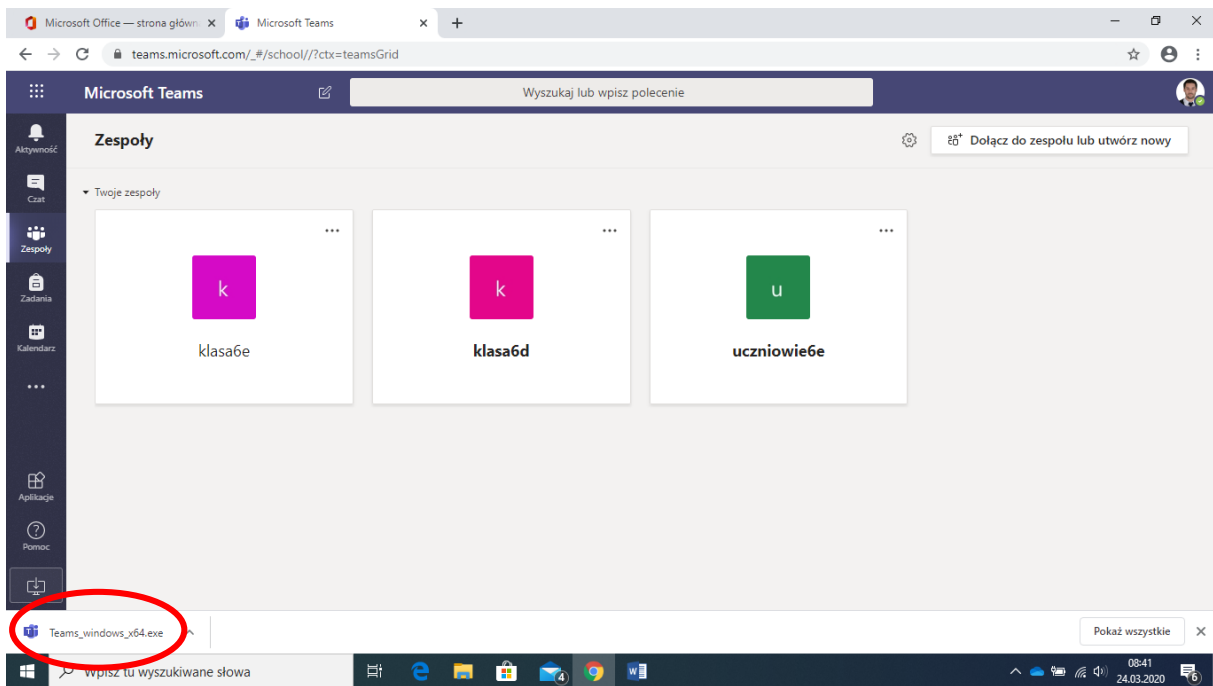 Microsoft Office — strona główn
Microsoft Teams
teams.microsoft.com/_#/school//?ctx=teamsGrid
Microsoft Teams
Wyszukaj lub wpisz polecenie
Aktywność
Czat
Zespoły
Zadania
Kalendarz
Aplikacje
Pomoc
Zespoły
Dołącz do zespołu lub utwórz nowy
Twoje zespoły
k
klasa6e
k
klasa6d
u
uczniowie6e
Teams_windows_x64.exe
Pokaż wszystkie
Wpisz tu wyszukiwane słowa
4
W
08:41
24.03.2020
6